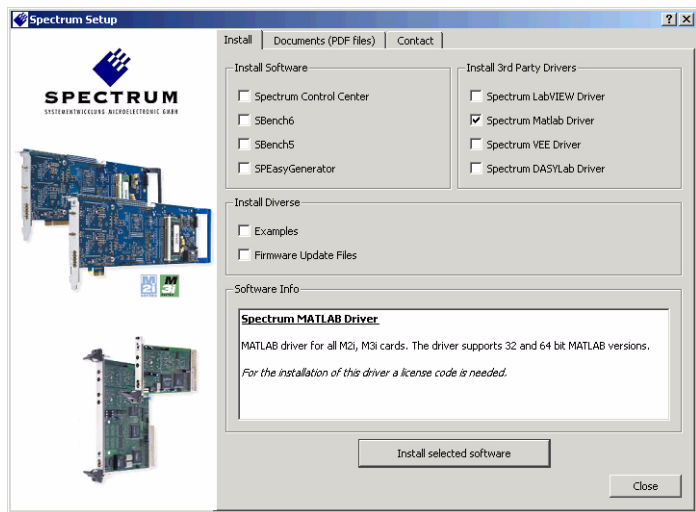 Spectrum Setup
Install
Documents (PDF files)
Contact
SPECTRUM
SYSTEMENTWICKLUNG MICROELECTRONIC GMBH
Install Software
Spectrum Control Center
SBench6
SBench5
SPEasyGenerator
Install 3rd Party Drivers
Spectrum LabVIEW Driver
Spectrum Matlab Driver
Spectrum VEE Driver
Spectrum DASYLab Driver
Install Diverse
Examples
Firmware Update Files
M2i
M3i
Software Info
Spectrum MATLAB Driver
MATLAB driver for all M2i, M3i cards. The driver supports 32 and 64 bit MATLAB versions.
For the installation of this driver a license code is needed.
Install selected software
Close